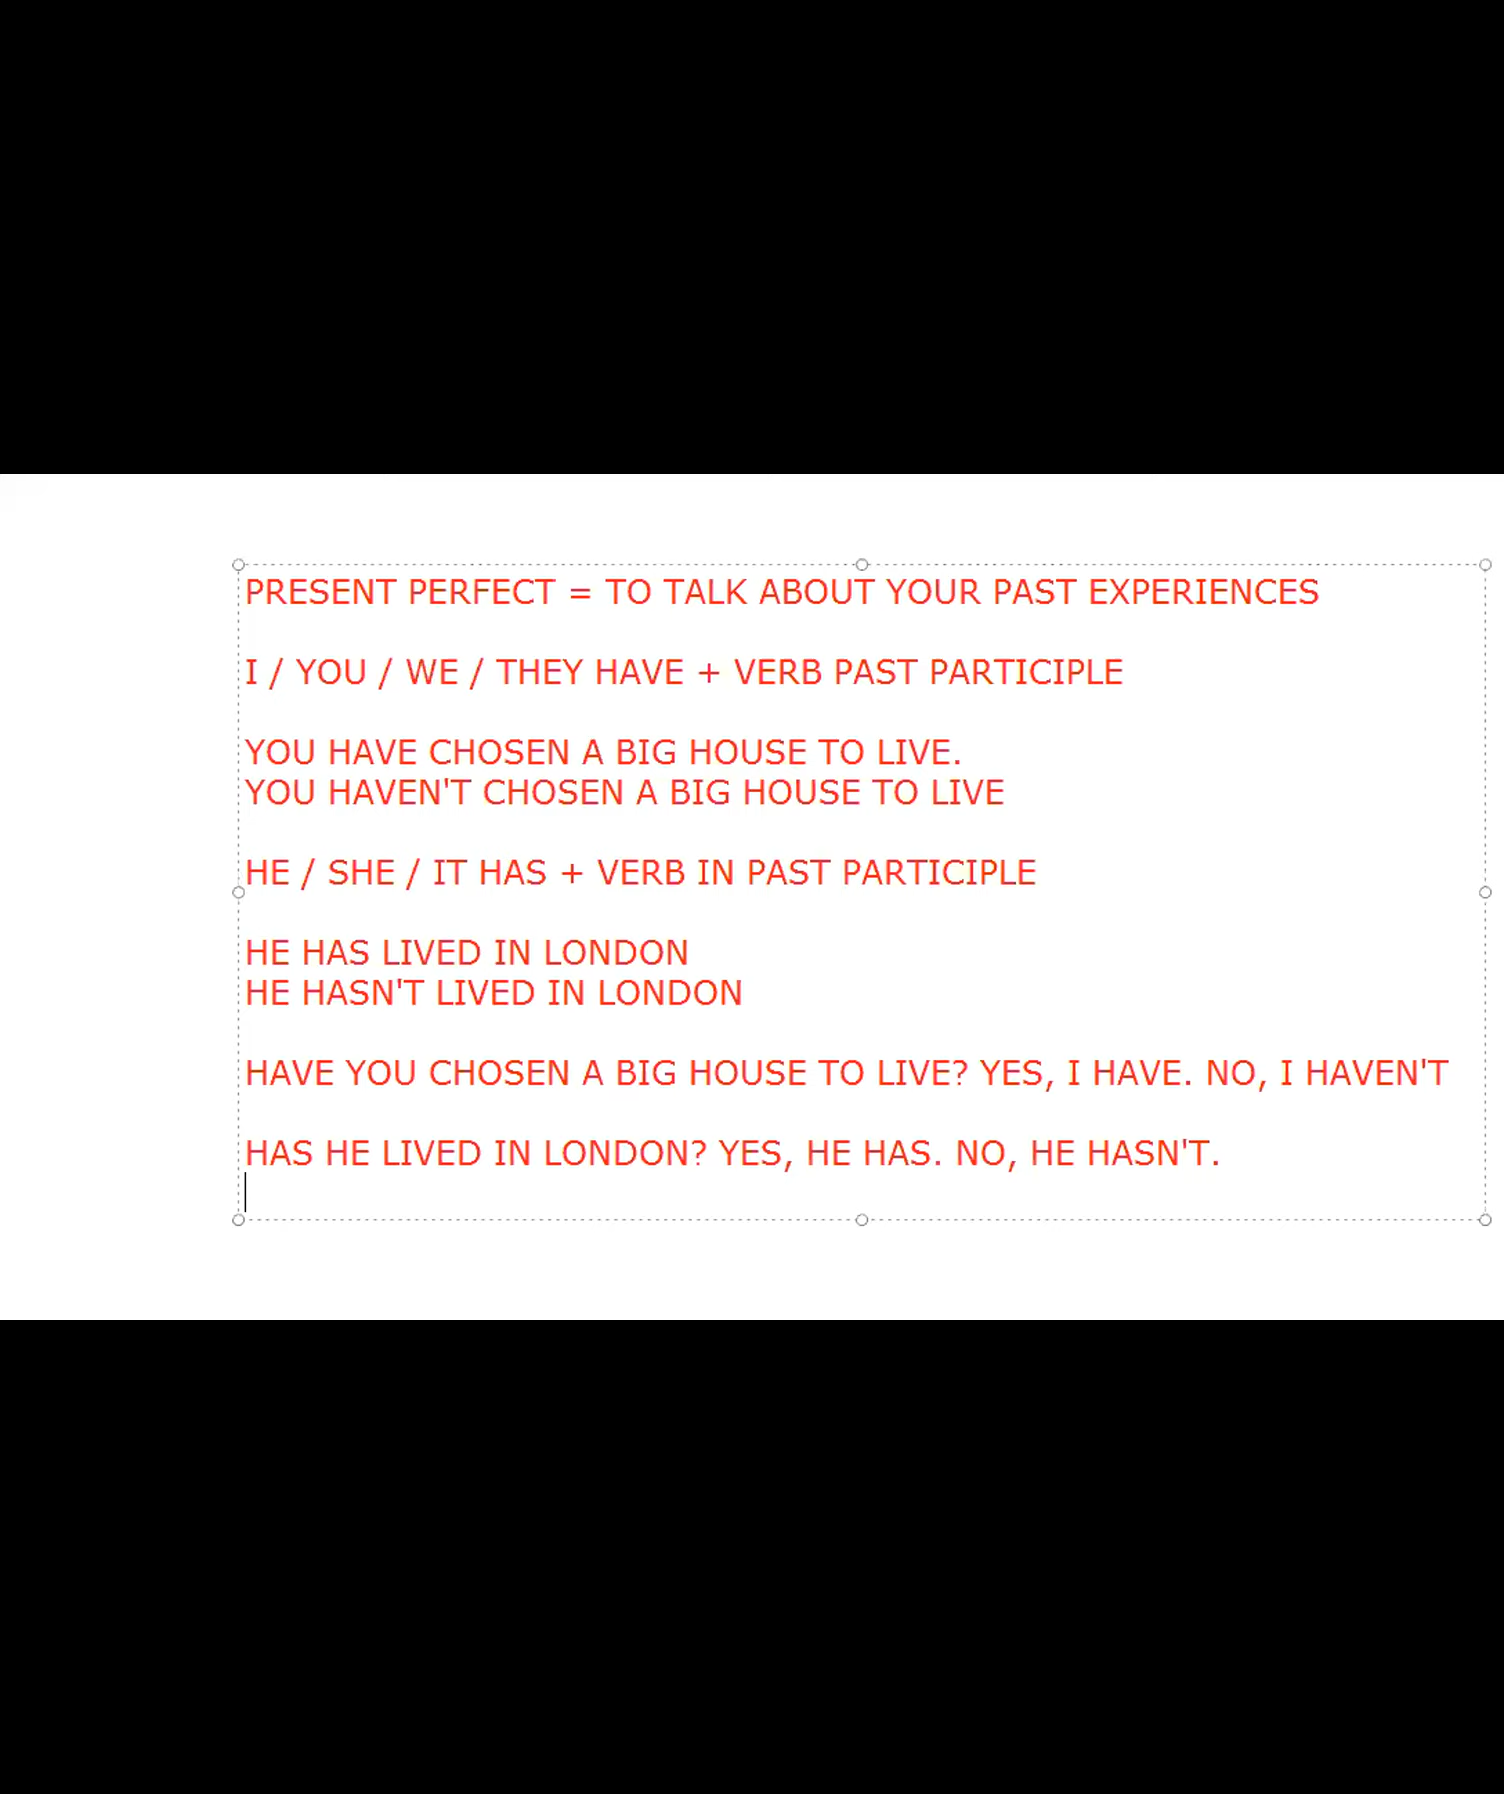 PRESENT PERFECT = TO TALK ABOUT YOUR PAST EXPERIENCES
I / YOU / WE / THEY HAVE + VERB PAST PARTICIPLE
YOU HAVE CHOSEN A BIG HOUSE TO LIVE.
YOU HAVEN'T CHOSEN A BIG HOUSE TO LIVE
HE / SHE / IT HAS + VERB IN PAST PARTICIPLE
HE HAS LIVED IN LONDON
HE HASN'T LIVED IN LONDON
HAVE YOU CHOSEN A BIG HOUSE TO LIVE? YES, I HAVE. NO, I HAVEN'T
HAS HE LIVED IN LONDON? YES, HE HAS. NO, HE HASN'T.